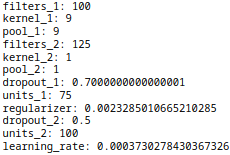 filters_1: 100
kernel_1: 9
pool_1: 9
filters_2: 125
kernel_2: 1
pool_2: 1
dropout_1: 0.7000000000000001
units_1: 75
regularizer: 0.0023285010665210285
dropout_2: 0.5
units_2: 100
learning_rate: 0.0003730278430367326